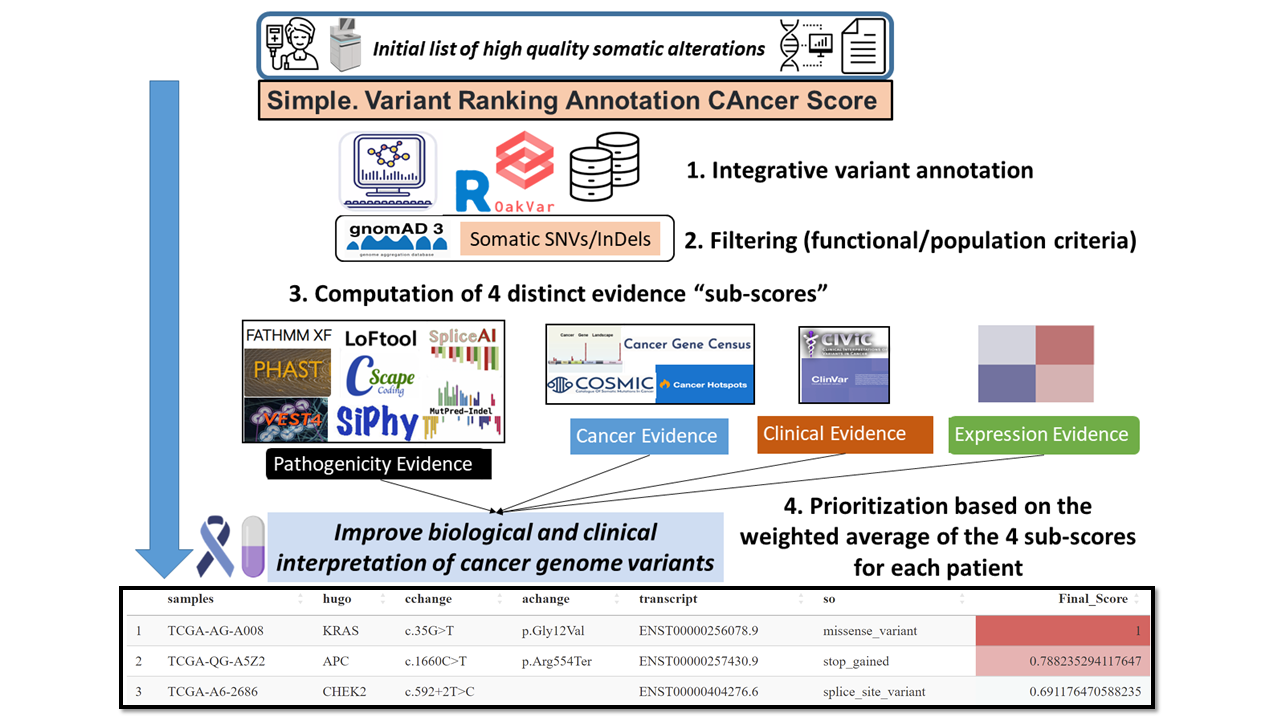 Initial list of high quality somatic alterations
Simple. Variant Ranking Annotation CAncer Score
R
OakVar
1. Integrative variant annotation
gnomAD 3
genome aggregation database
Somatic SNVs/InDels
2. Filtering (functional/population criteria)
3. Computation of 4 distinct evidence “sub-scores”
FATHMM XF
LoFtool
SpliceAI
PHAST
CScape
Coding
VEST4
SiPhy
MutPred-Indel
Cancer Gene Landscape
Cancer Gene Census
COSMIC
Catalogue Of Somatic Mutations In Cancer
Cancer Hotspots
CIViC
ClinVar
Pathogenicity Evidence
Cancer Evidence
Clinical Evidence
Expression Evidence
Improve biological and clinical
interpretation of cancer genome variants
4. Prioritization based on the
weighted average of the 4 sub-scores
for each patient
samples hugo cchange achange transcript so Final_Score
1 TCGA-AG-A008 KRAS c.35G>T p.Gly12Val ENST00000256078.9 missense_variant 1
2 TCGA-QG-A5Z2 APC c.1660C>T p.Arg554Ter ENST00000257430.9 stop_gained 0.788235294117647
3 TCGA-A6-2686 CHEK2 c.592+2T>C ENST00000404276.6 splice_site_variant 0.691176470588235